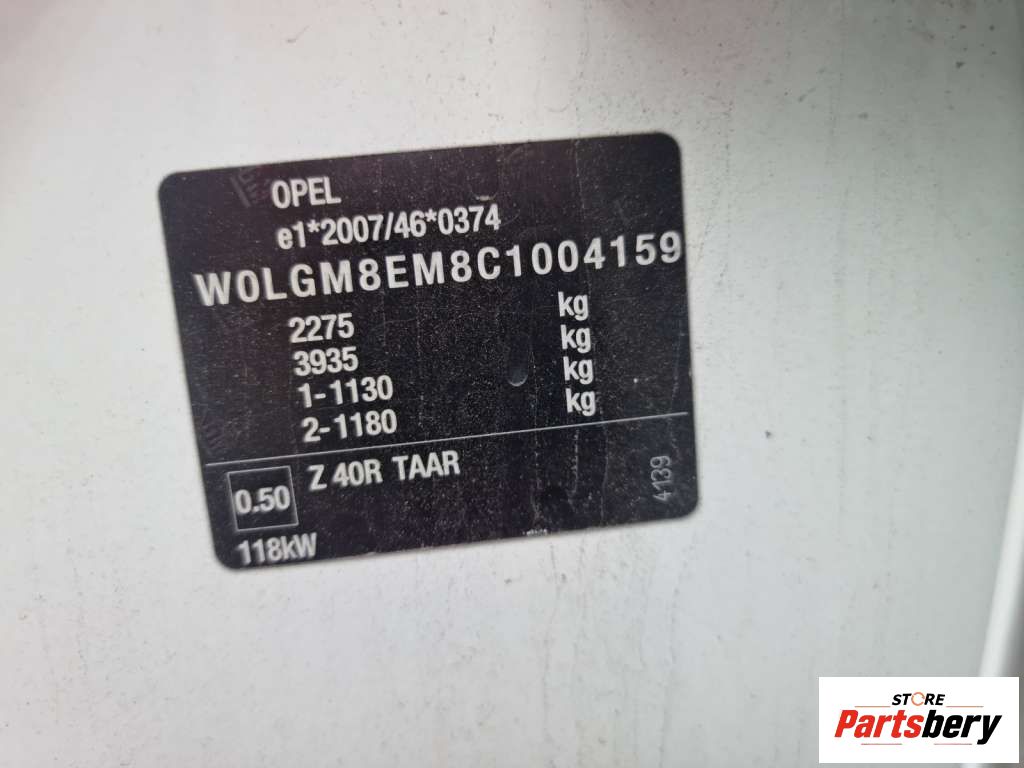 OPEL
e1*2007/46*0374
W0LGM8EM8C1004159
2275 kg
3935 kg
1-1130 kg
2-1180 kg
0.50 Z 40R TAAR
4139
118kW
STORE
Partsbery